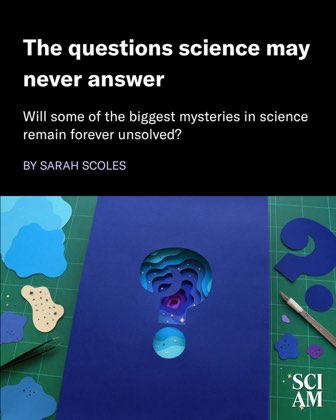 The questions science may
never answer
Will some of the biggest mysteries in science
remain forever unsolved?
BY SARAH SCOLES
SCI
AM